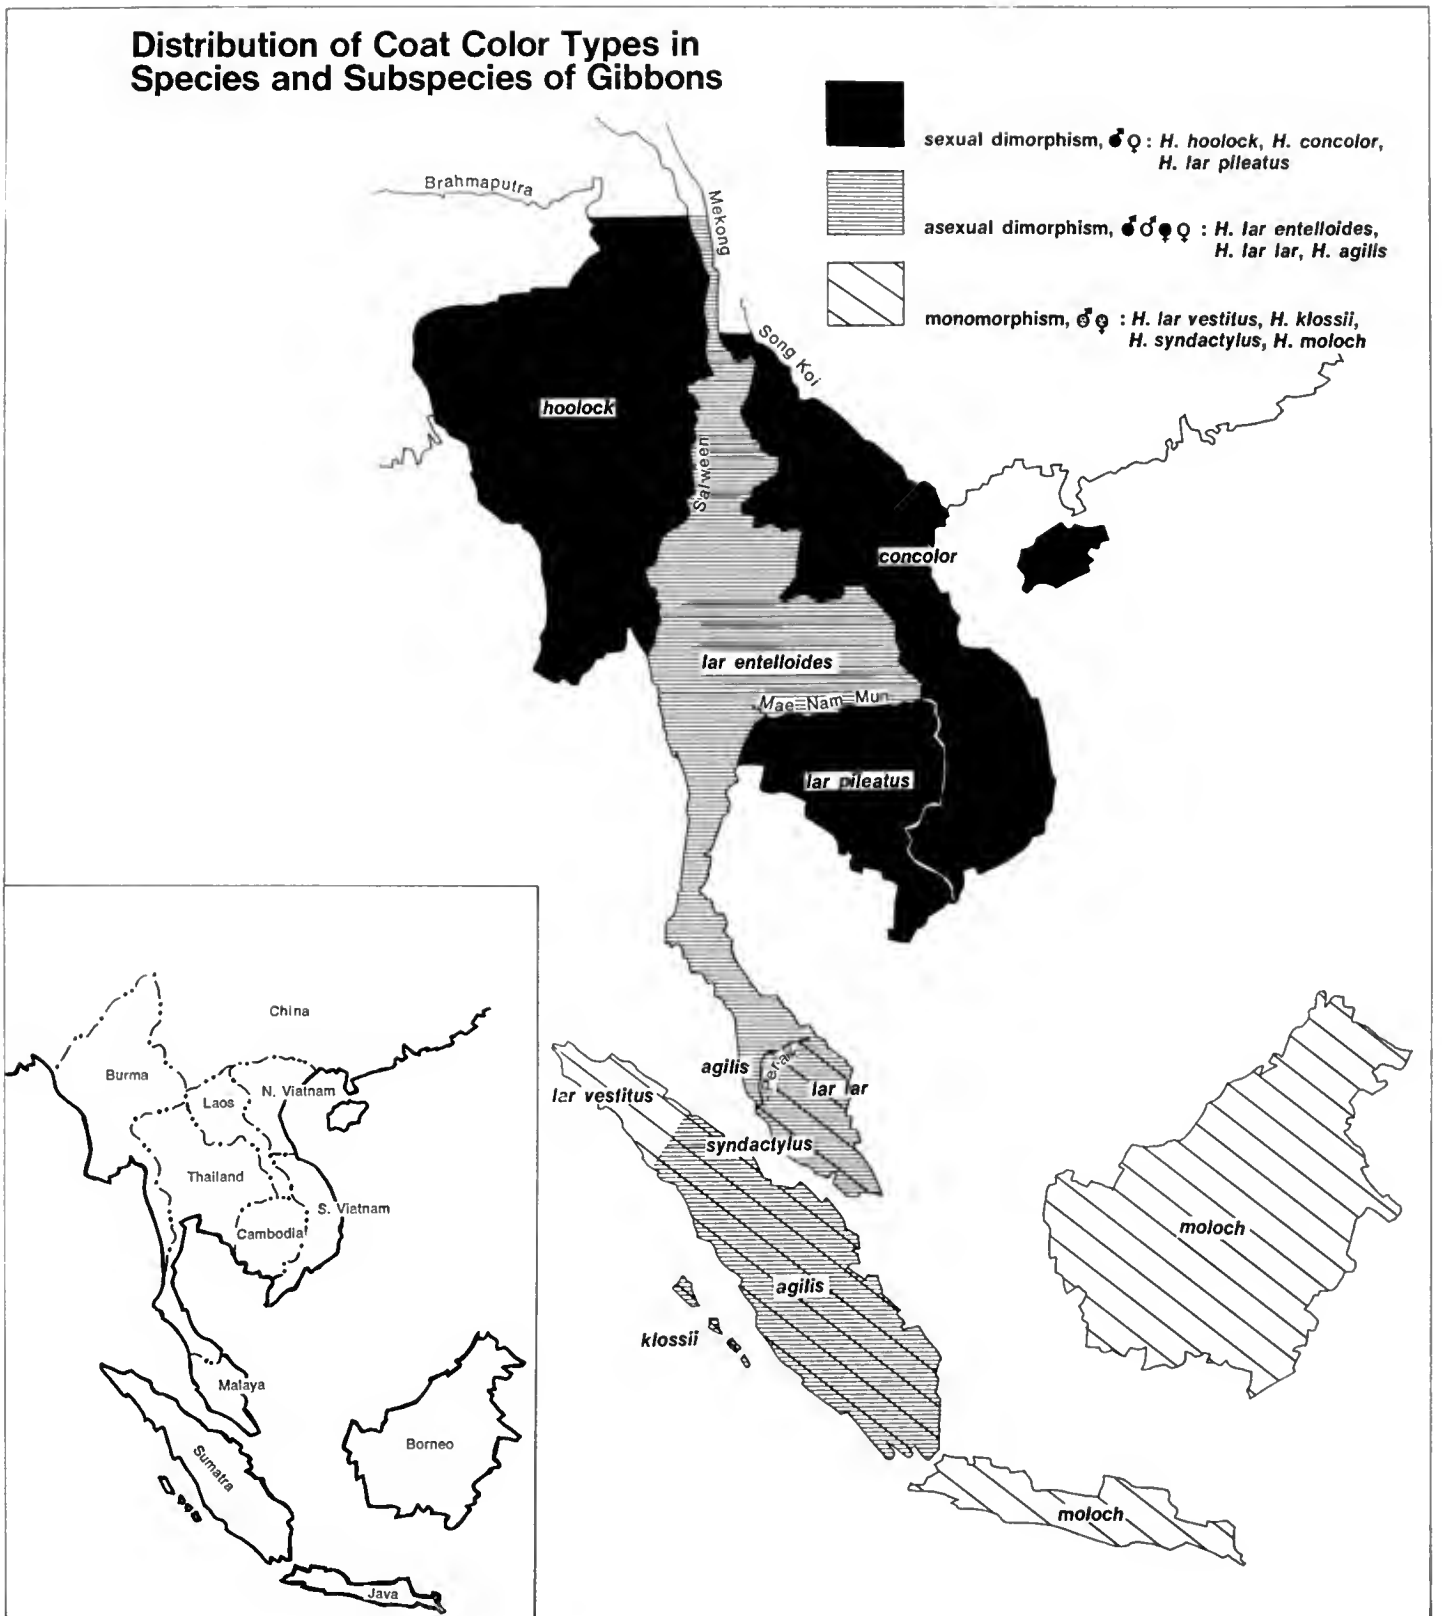 Distribution of Coat Color Types in
Species and Subspecies of Gibbons
sexual dimorphism, ♂♀ : H. hoolock, H. concolor,
H. lar pileatus
asexual dimorphism, ♂♂♀♀ : H. lar entelloides,
H. lar lar, H. agilis
monomorphism, ♂♀ : H. lar vestitus, H. klossii,
H. syndactylus, H. moloch
Brahmaputra
Mekong
Song Koi
hoolock
Salween
concolor
lar entelloides
Mae Nam Mun
lar pileatus
agilis
lar lar
lar vestitus
syndactylus
agilis
klossii
moloch
moloch
China
Burma
Laos
N. Viatnam
Thailand
S. Viatnam
Cambodia
Malaya
Sumatra
Borneo
Java